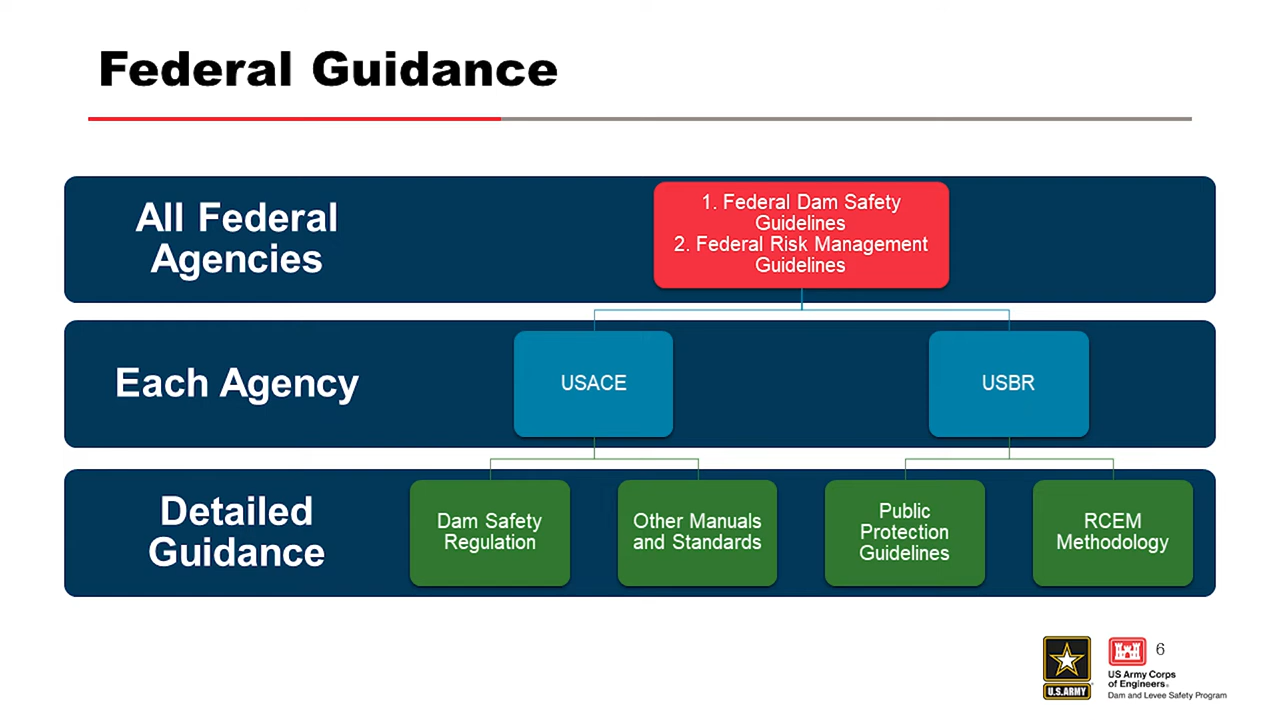 Federal Guidance
All Federal
Agencies
1. Federal Dam Safety
Guidelines
2. Federal Risk Management
Guidelines
Each Agency
USACE
USBR
Detailed
Guidance
Dam Safety
Regulation
Other Manuals
and Standards
Public
Protection
Guidelines
RCEM
Methodology
U.S.ARMY
6
US Army Corps
of Engineers®
Dam and Levee Safety Program